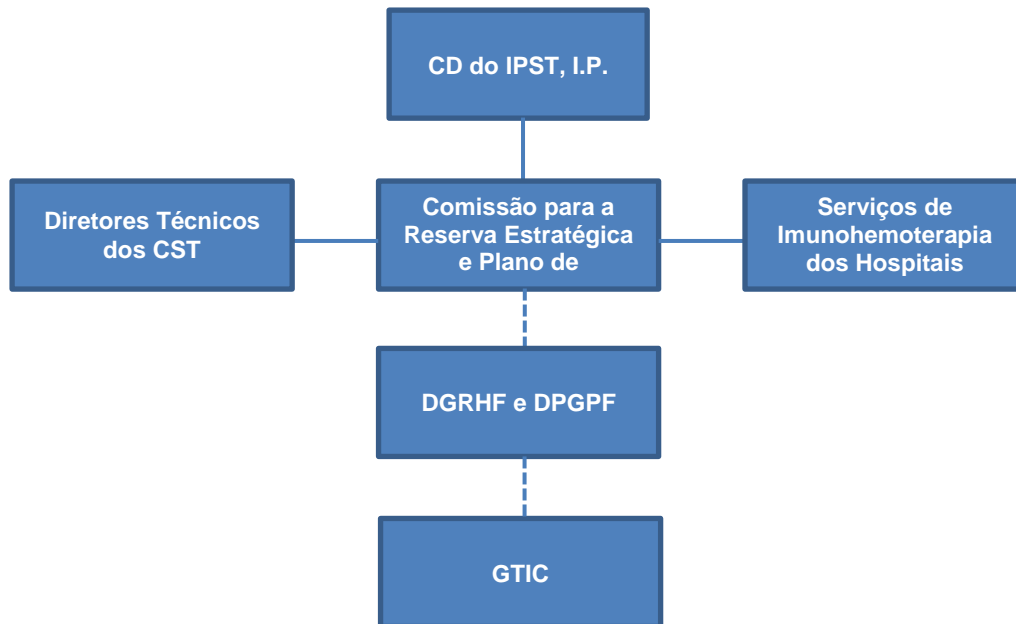 CD do IPST, I.P.
Diretores Técnicos
dos CST
Comissão para a
Reserva Estratégica
e Plano de
Serviços de
Imunohemoterapia
dos Hospitais
DGRHF e DPGPF
GTIC